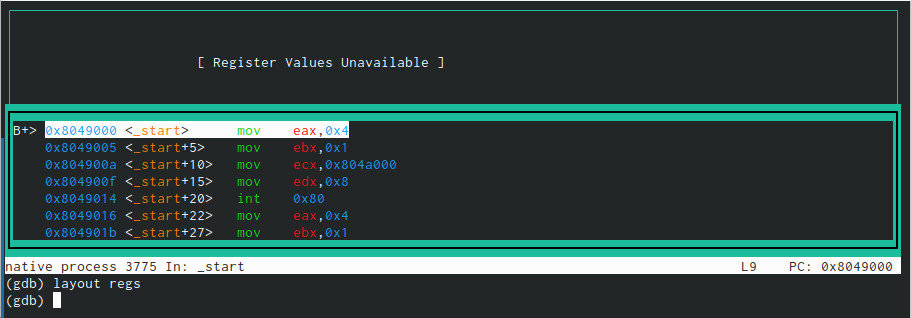 [ Register Values Unavailable ]
B+> 0x8049000 <_start> mov eax,0x4
0x8049005 <_start+5> mov ebx,0x1
0x804900a <_start+10> mov ecx,0x804a000
0x804900f <_start+15> mov edx,0x8
0x8049014 <_start+20> int 0x80
0x8049016 <_start+22> mov eax,0x4
0x804901b <_start+27> mov ebx,0x1
native process 3775 In: _start L9 PC: 0x8049000
(gdb) layout regs
(gdb)